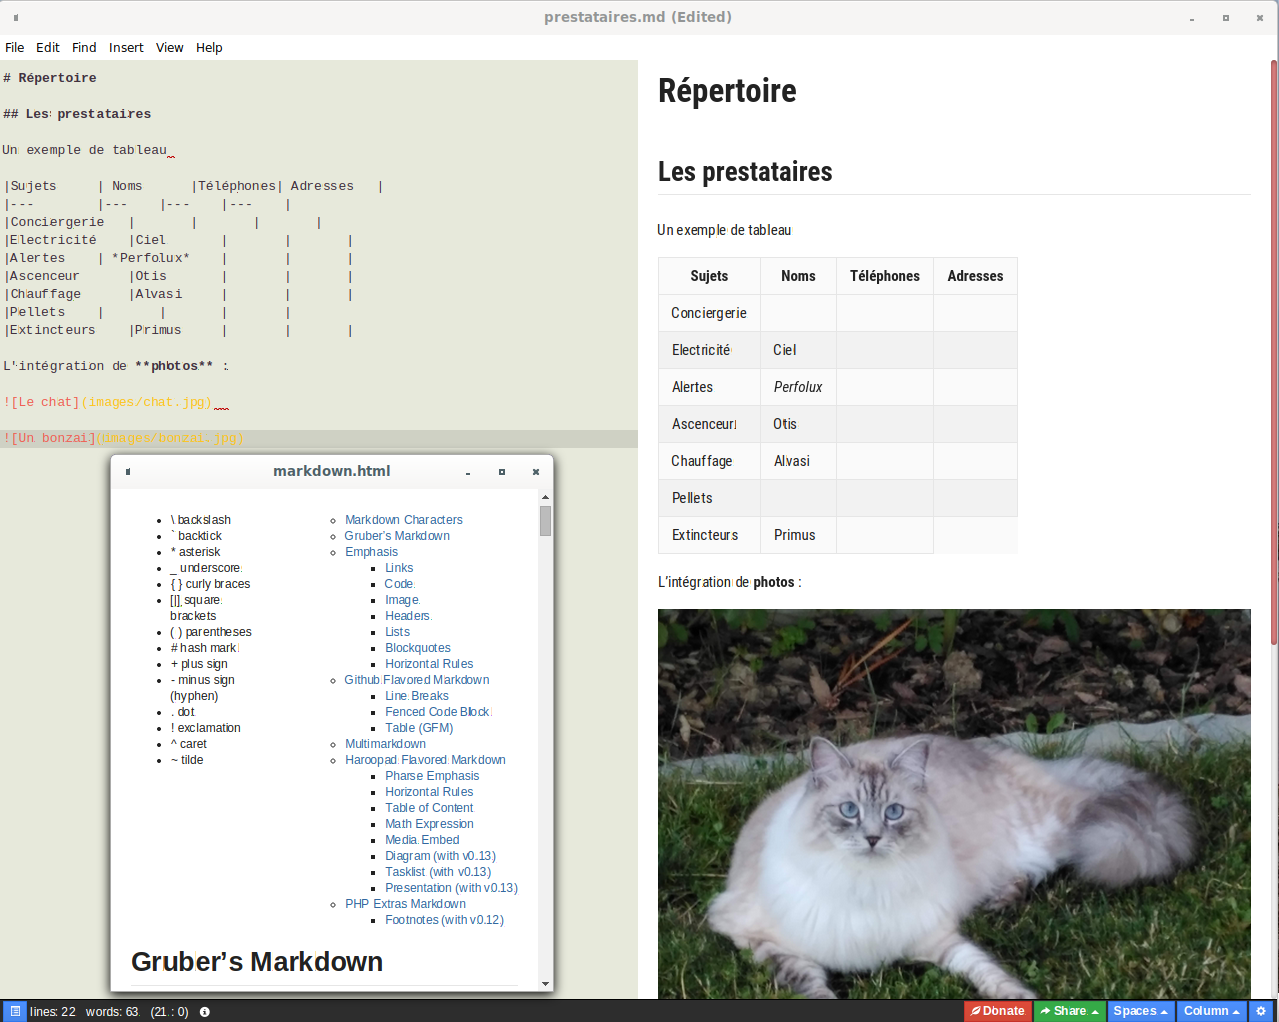 prestataires.md (Edited)
File Edit Find Insert View Help
# Répertoire
## Les prestataires
Un exemple de tableau
|Sujets | Noms |Téléphones| Adresses |
|--- |--- |--- |--- |
|Conciergerie | | | |
|Electricité |Ciel | | |
|Alertes | *Perfolux* | | |
|Ascenceur |Otis | | |
|Chauffage |Alvasi | | |
|Pellets | | | |
|Extincteurs |Primus | | |
L'intégration de **photos** :
![Le chat](images/chat.jpg)
![Un bonzai](images/bonzai.jpg)
Répertoire
Les prestataires
Un exemple de tableau
Sujets Noms Téléphones Adresses
Conciergerie
Electricité Ciel
Alertes Perfolux
Ascenceur Otis
Chauffage Alvasi
Pellets
Extincteurs Primus
L'intégration de photos :
markdown.html
\ backslash
` backtick
* asterisk
_ underscore
{ } curly braces
[] square
brackets
( ) parentheses
# hash mark
+ plus sign
- minus sign
(hyphen)
. dot
! exclamation
^ caret
~ tilde
Markdown Characters
Gruber's Markdown
Emphasis
Links
Code
Image
Headers
Lists
Blockquotes
Horizontal Rules
Github Flavored Markdown
Line Breaks
Fenced Code Block
Table (GFM)
Multimarkdown
Haroopad Flavored Markdown
Pharse Emphasis
Horizontal Rules
Table of Content
Math Expression
Media Embed
Diagram (with v0.13)
Tasklist (with v0.13)
Presentation (with v0.13)
PHP Extras Markdown
Footnotes (with v0.12)
Gruber's Markdown
lines: 22 words: 63 (21 : 0)
Donate Share Spaces Column